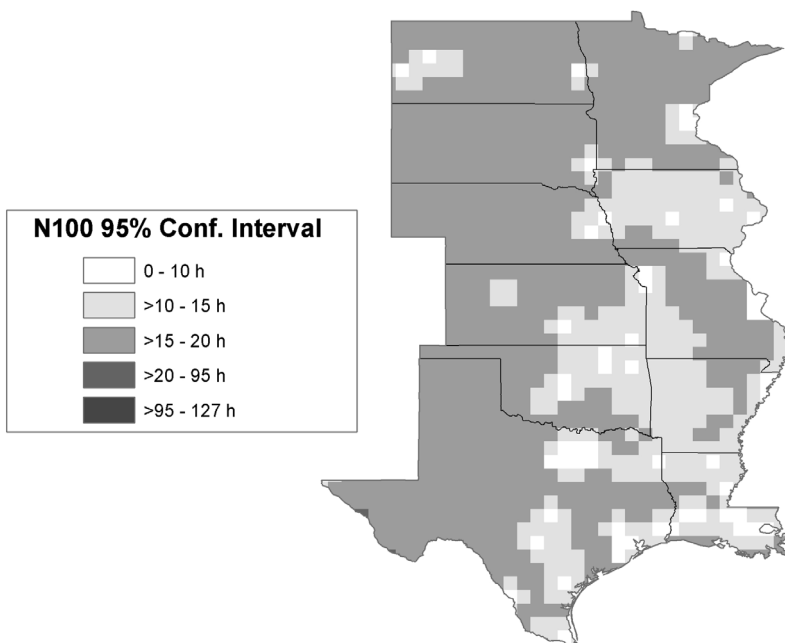 N100 95% Conf. Interval
0 - 10 h
>10 - 15 h
>15 - 20 h
>20 - 95 h
>95 - 127 h